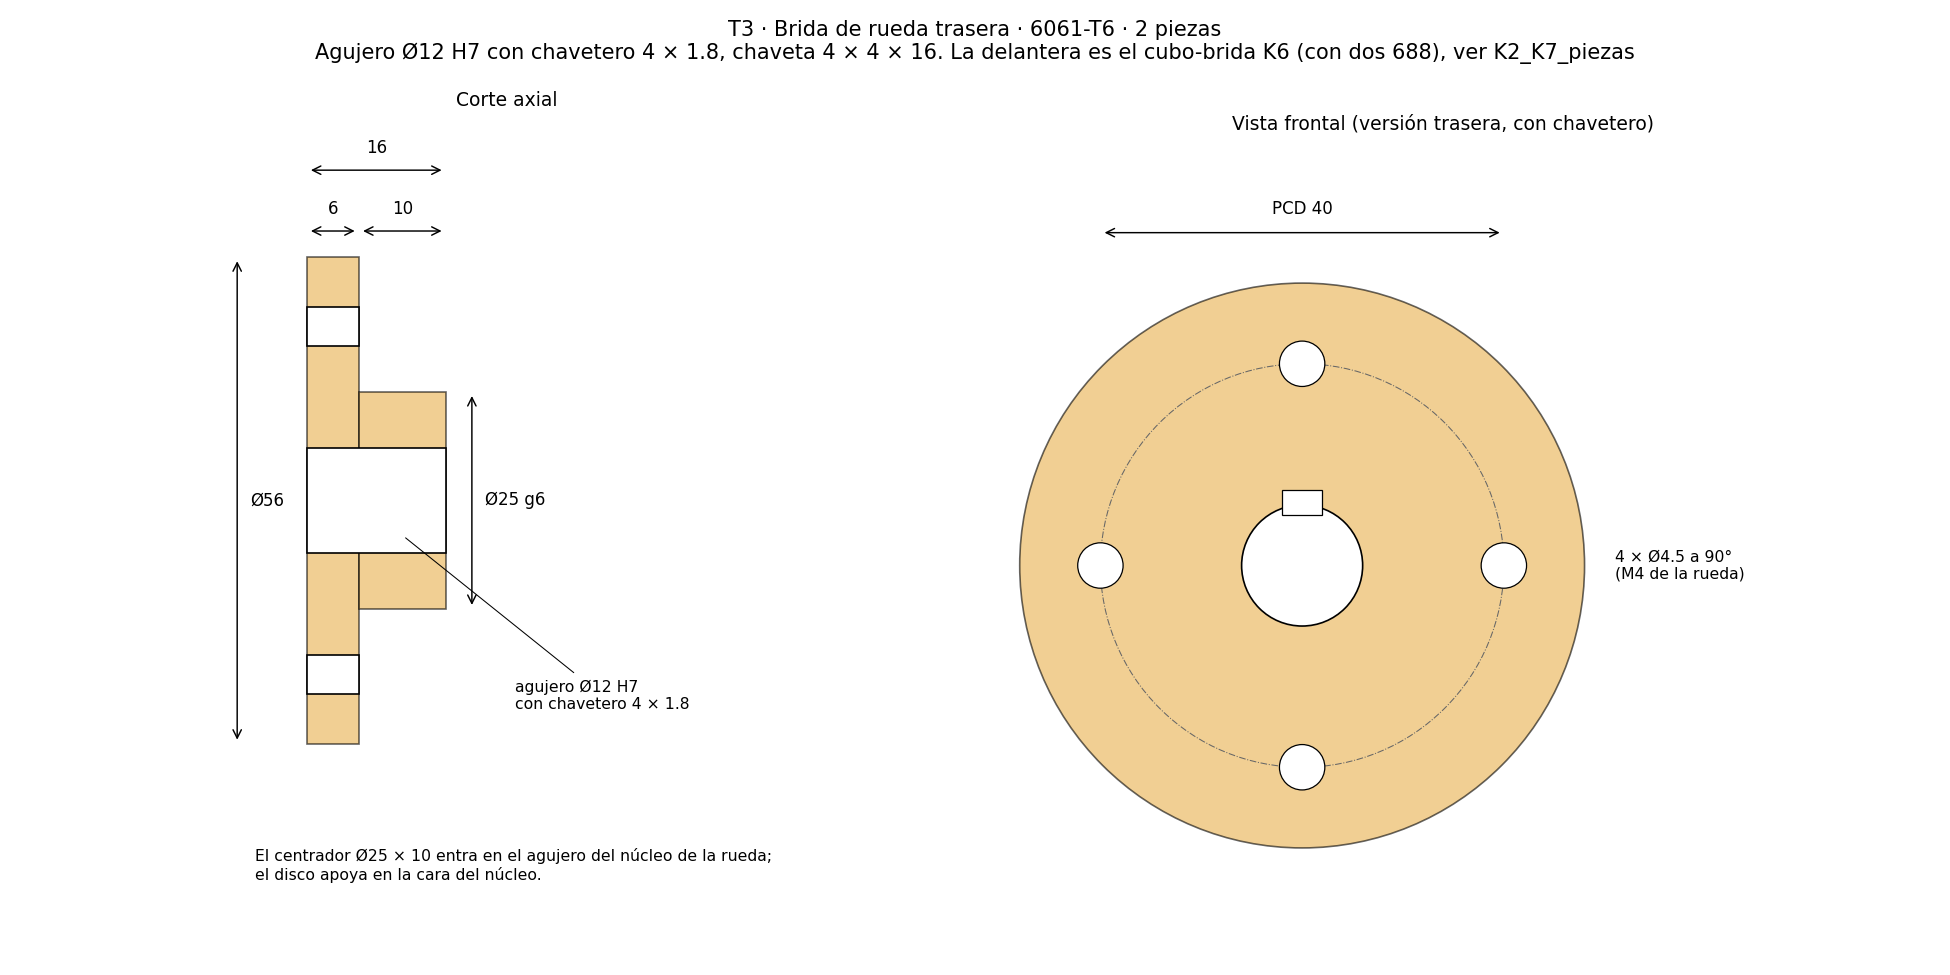 T3 · Brida de rueda trasera · 6061-T6 · 2 piezas
Agujero Ø12 H7 con chavetero 4 × 1.8, chaveta 4 × 4 × 16. La delantera es el cubo-brida K6 (con dos 688), ver K2_K7_piezas
Corte axial
Vista frontal (versión trasera, con chavetero)
16
6
10
PCD 40
Ø56
Ø25 g6
4 × Ø4.5 a 90°
(M4 de la rueda)
agujero Ø12 H7
con chavetero 4 × 1.8
El centrador Ø25 × 10 entra en el agujero del núcleo de la rueda;
el disco apoya en la cara del núcleo.